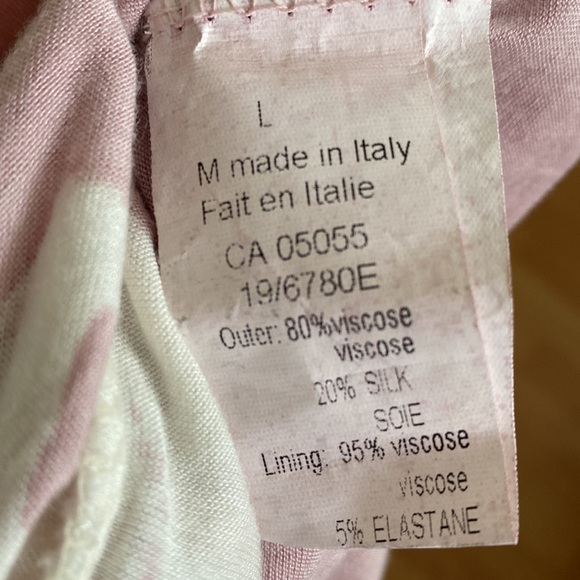 L
M made in Italy
Fait en Italie
CA 05055
19/6780E
Outer: 80%viscose
viscose
20% SILK
SOIE
Lining: 95% viscose
viscose
5% ELASTANE